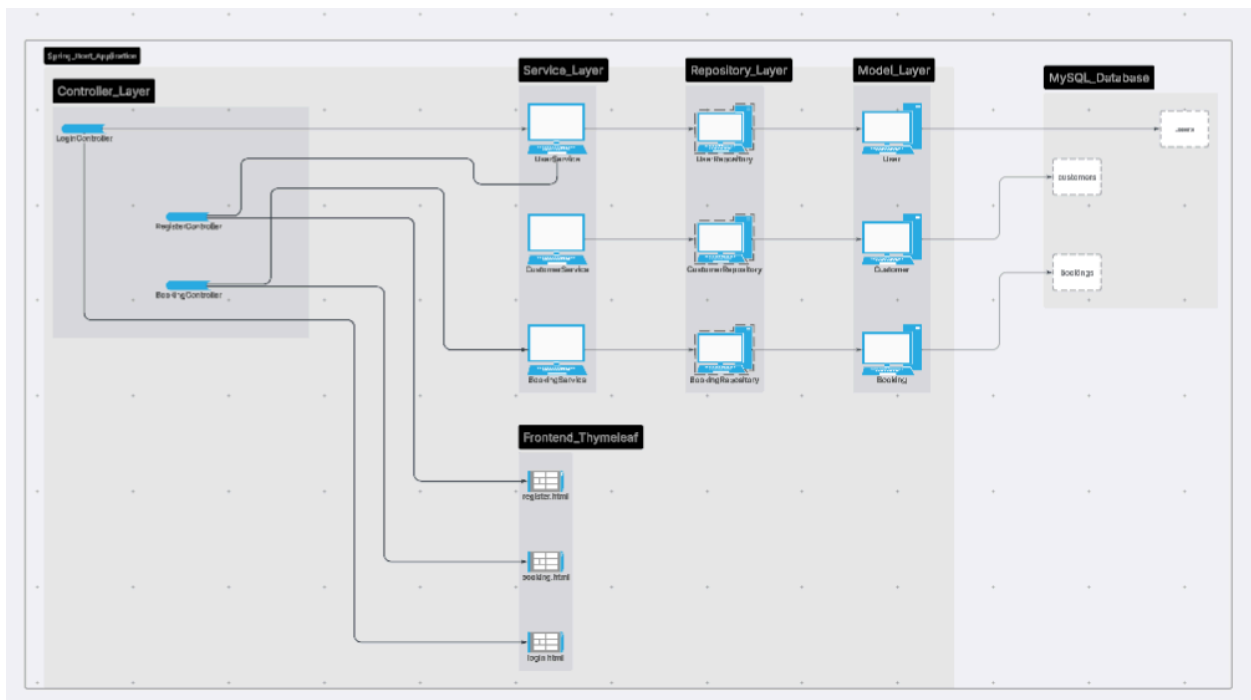 Spring_Boot_Application
Controller_Layer
Service_Layer
Repository_Layer
Model_Layer
MySQL_Database
LoginController
UserService
UserRepository
User
users
customers
RegisterController
CustomerService
CustomerRepository
Customer
bookings
BookingController
BookingService
BookingRepository
Booking
Frontend_Thymeleaf
register.html
booking.html
login.html